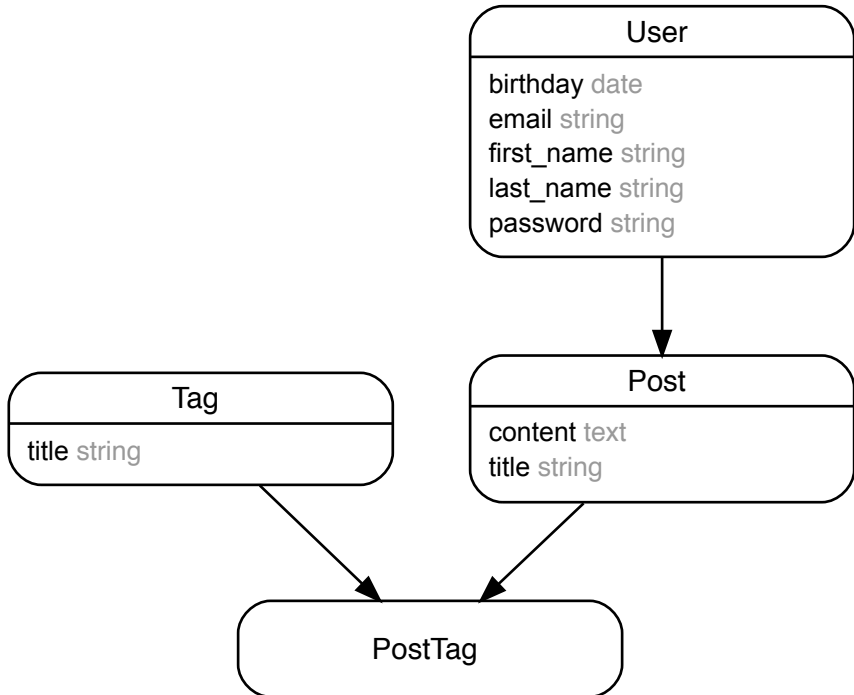 User
birthday date
email string
first_name string
last_name string
password string
Tag
title string
Post
content text
title string
PostTag